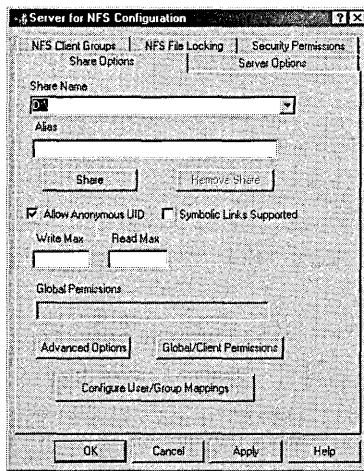 Server for NFS Configuration
NFS Client Groups NFS File Locking Security Permissions
Share Options Server Options
Share Name
D:\
Alias
Share Remove Share
Allow Anonymous UID Symbolic Links Supported
Write Max Read Max
Global Permissions
Advanced Options Global/Client Permissions
Configure User/Group Mappings
OK Cancel Apply Help